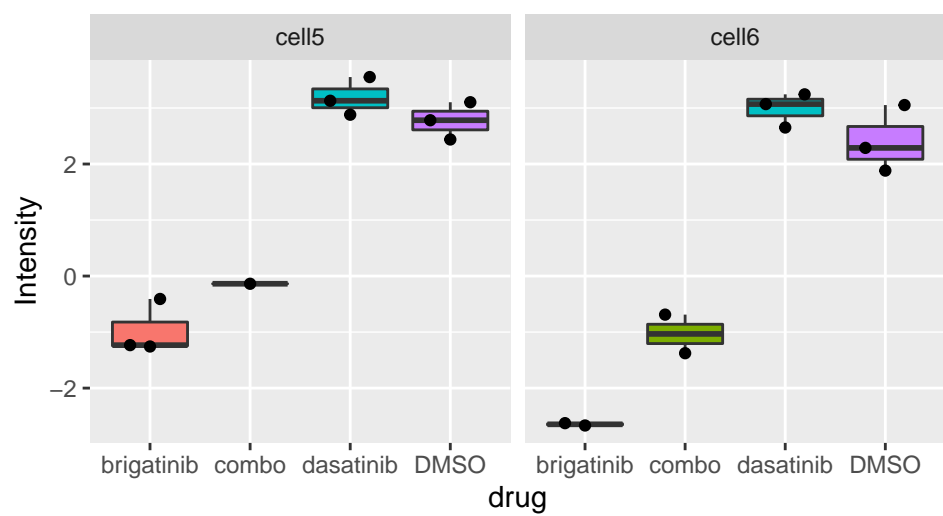 cell5 cell6
Intensity
2
0
−2
brigatinib combo dasatinib DMSO brigatinib combo dasatinib DMSO
drug